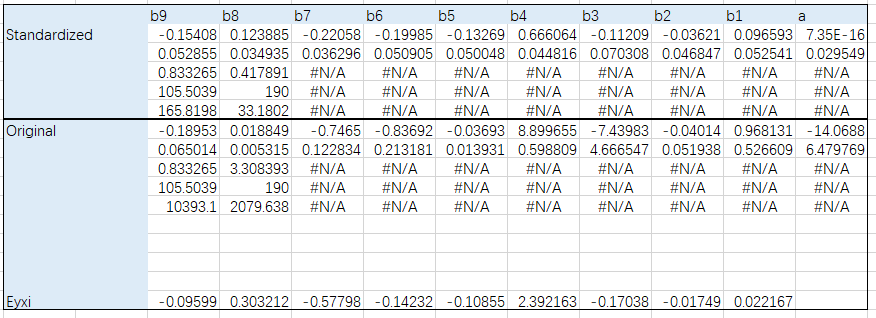 b9 b8 b7 b6 b5 b4 b3 b2 b1 a
Standardized -0.15408 0.123885 -0.22058 -0.19985 -0.13269 0.666064 -0.11209 -0.03621 0.096593 7.35E-16
0.052855 0.034935 0.036296 0.050905 0.050048 0.044816 0.070308 0.046847 0.052541 0.029549
0.833265 0.417891 #N/A #N/A #N/A #N/A #N/A #N/A #N/A #N/A
105.5039 190 #N/A #N/A #N/A #N/A #N/A #N/A #N/A #N/A
165.8198 33.1802 #N/A #N/A #N/A #N/A #N/A #N/A #N/A #N/A
Original -0.18953 0.018849 -0.7465 -0.83692 -0.03693 8.899655 -7.43983 -0.04014 0.968131 -14.0688
0.065014 0.005315 0.122834 0.213181 0.013931 0.598809 4.666547 0.051938 0.526609 6.479769
0.833265 3.308393 #N/A #N/A #N/A #N/A #N/A #N/A #N/A #N/A
105.5039 190 #N/A #N/A #N/A #N/A #N/A #N/A #N/A #N/A
10393.1 2079.638 #N/A #N/A #N/A #N/A #N/A #N/A #N/A #N/A
Eyxi -0.09599 0.303212 -0.57798 -0.14232 -0.10855 2.392163 -0.17038 -0.01749 0.022167